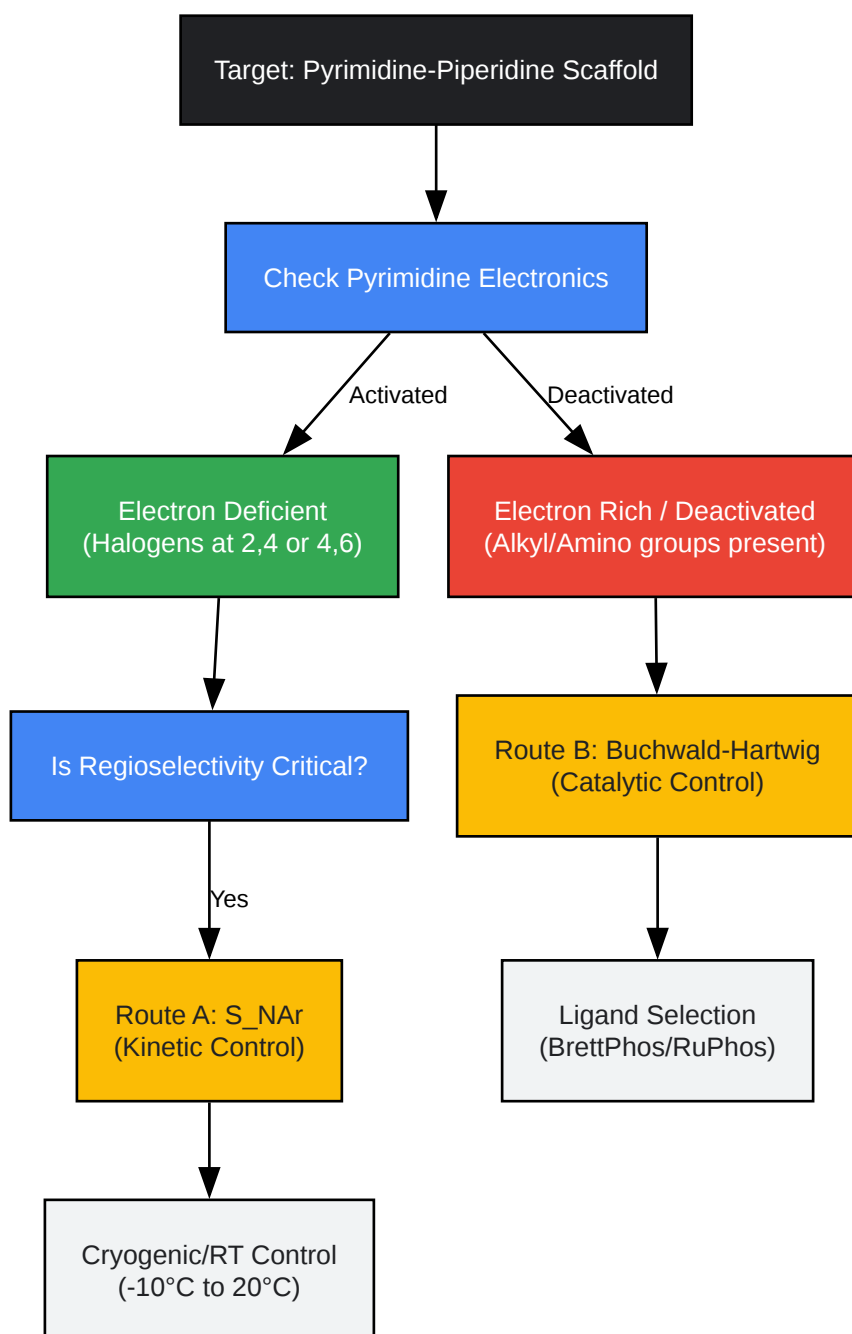 Target: Pyrimidine-Piperidine Scaffold
Check Pyrimidine Electronics
Activated
Deactivated
Electron Deficient
(Halogens at 2,4 or 4,6)
Electron Rich / Deactivated
(Alkyl/Amino groups present)
Is Regioselectivity Critical?
Route B: Buchwald-Hartwig
(Catalytic Control)
Yes
Route A: S_NAr
(Kinetic Control)
Ligand Selection
(BrettPhos/RuPhos)
Cryogenic/RT Control
(-10°C to 20°C)